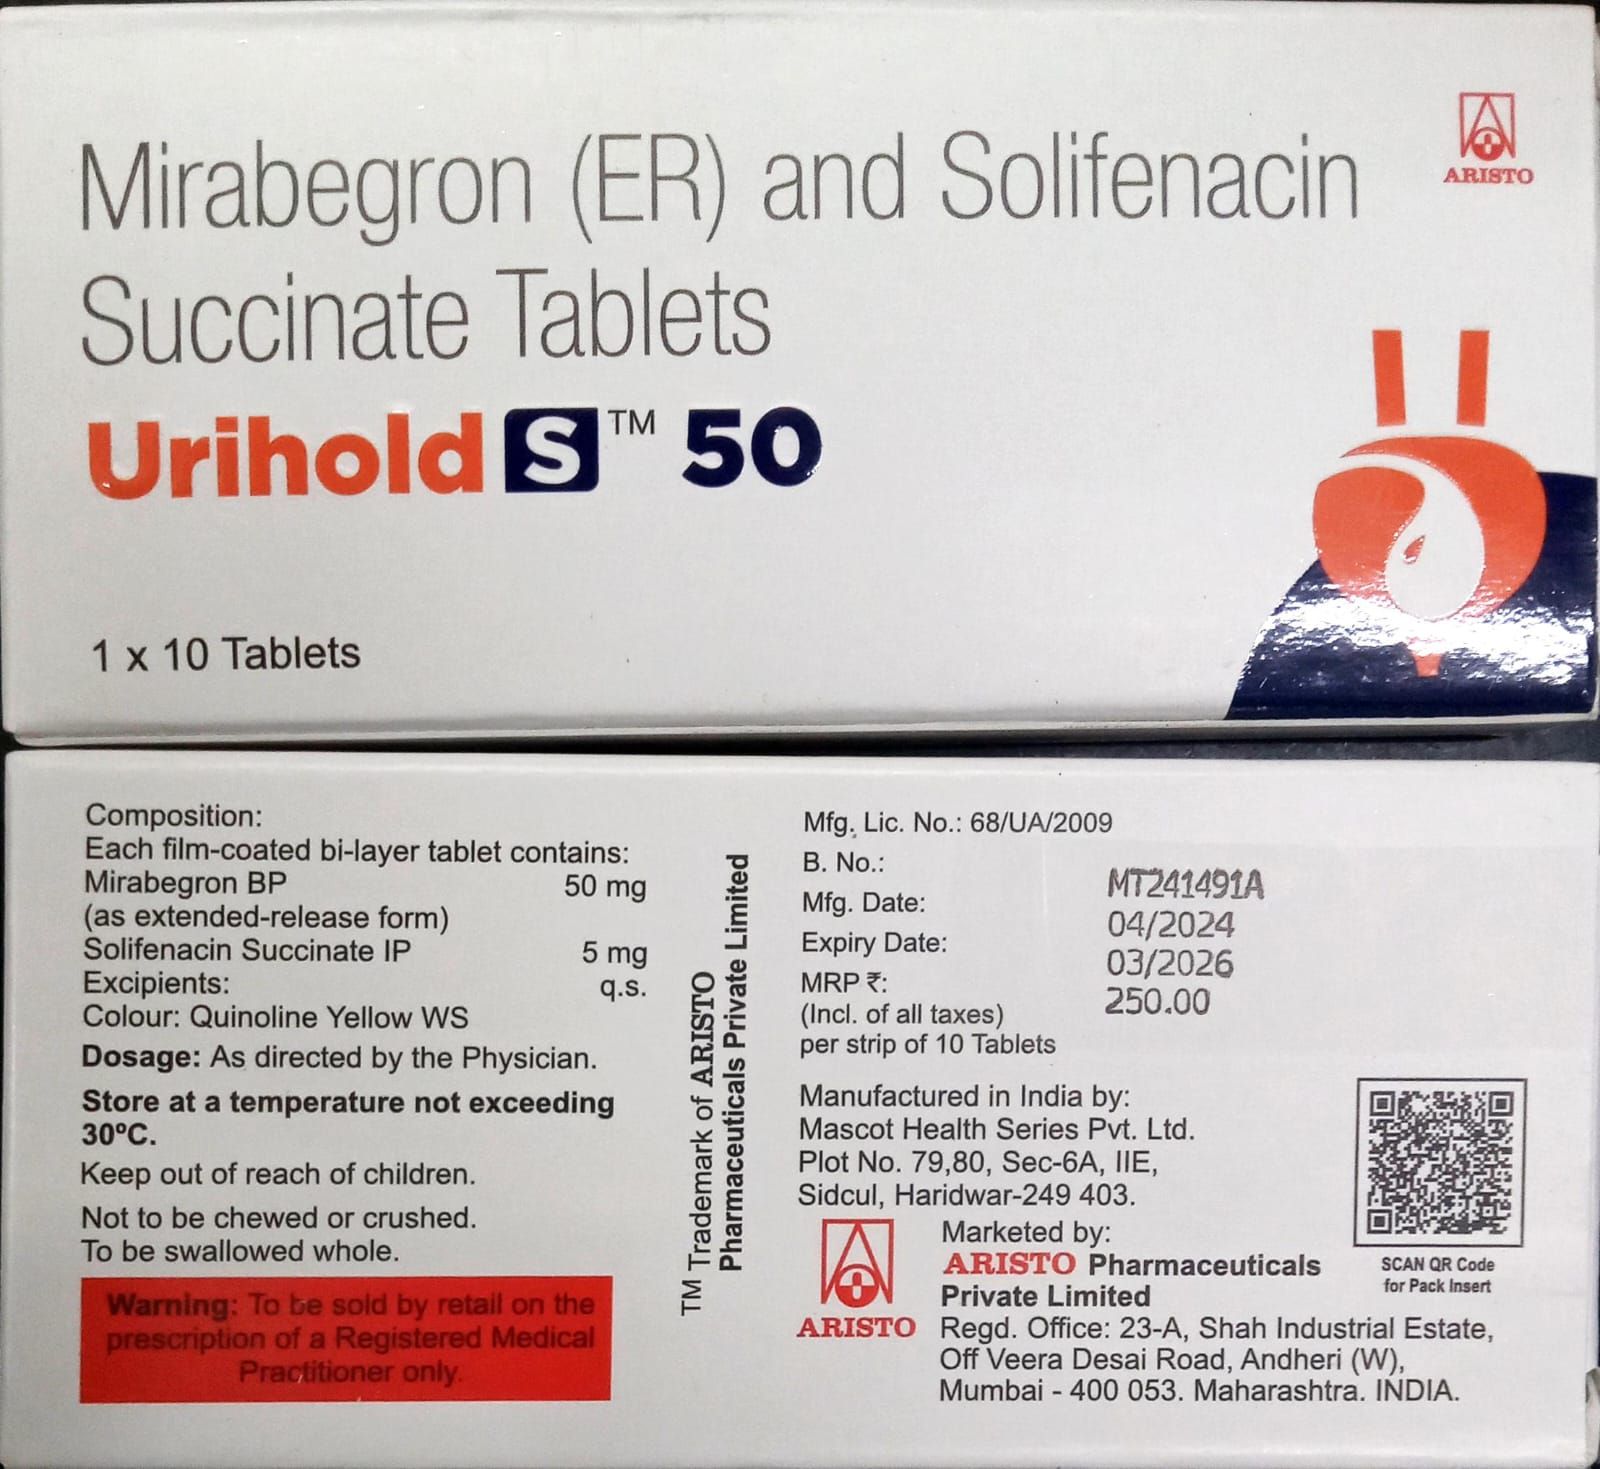 Mirabegron (ER) and Solifenacin
Succinate Tablets
Urihold S™ 50
1 x 10 Tablets
ARISTO
Composition:
Each film-coated bi-layer tablet contains:
Mirabegron BP 50 mg
(as extended-release form)
Solifenacin Succinate IP 5 mg
Excipients: q.s.
Colour: Quinoline Yellow WS
Dosage: As directed by the Physician.
Store at a temperature not exceeding
30ºC.
Keep out of reach of children.
Not to be chewed or crushed.
To be swallowed whole.
Warning: To be sold by retail on the
prescription of a Registered Medical
Practitioner only.
™ Trademark of ARISTO
Pharmaceuticals Private Limited
Mfg. Lic. No.: 68/UA/2009
B. No.: MT241491A
Mfg. Date: 04/2024
Expiry Date: 03/2026
MRP ₹: 250.00
(Incl. of all taxes)
per strip of 10 Tablets
Manufactured in India by:
Mascot Health Series Pvt. Ltd.
Plot No. 79,80, Sec-6A, IIE,
Sidcul, Haridwar-249 403.
ARISTO
Marketed by:
ARISTO Pharmaceuticals
Private Limited
Regd. Office: 23-A, Shah Industrial Estate,
Off Veera Desai Road, Andheri (W),
Mumbai - 400 053. Maharashtra. INDIA.
SCAN QR Code
for Pack Insert